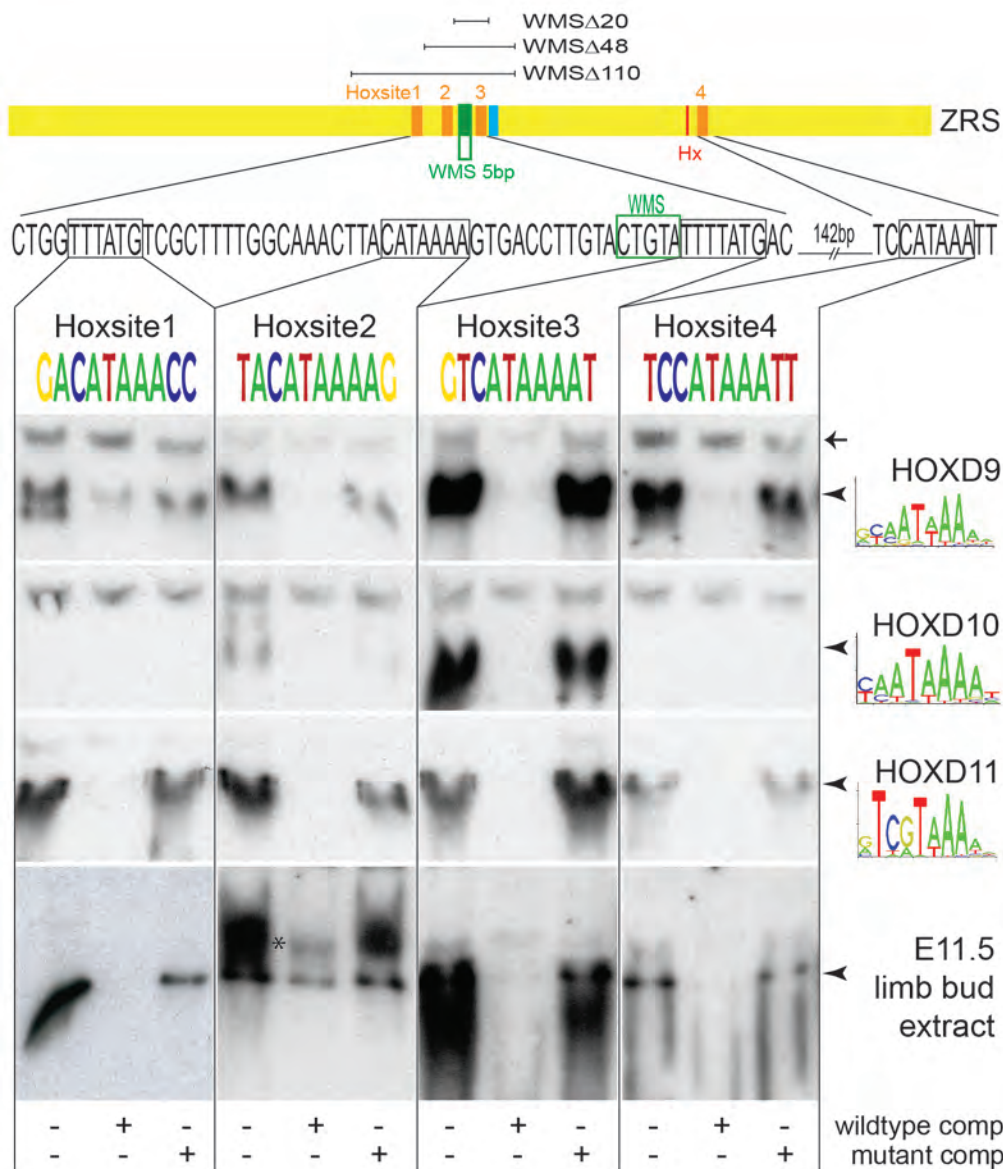 WMSΔ20
WMSΔ48
WMSΔ110
Hoxsite1 2 3 4
ZRS
WMS 5bp
Hx
WMS
CTGGTTTATGTCGCTTTTGGCAAACTTACATAAAAGTGACCTTGTACTGTATTTTATGAC 142bp TCCATAAATT
Hoxsite1 Hoxsite2 Hoxsite3 Hoxsite4
GACATAAACC TACATAAAAG GTCATAAAAT TCCATAAATT
HOXD9
HOXD10
HOXD11
*
E11.5
limb bud
extract
- + - - + - - + - - + - wildtype comp
- - + - - + - - + - - + mutant comp